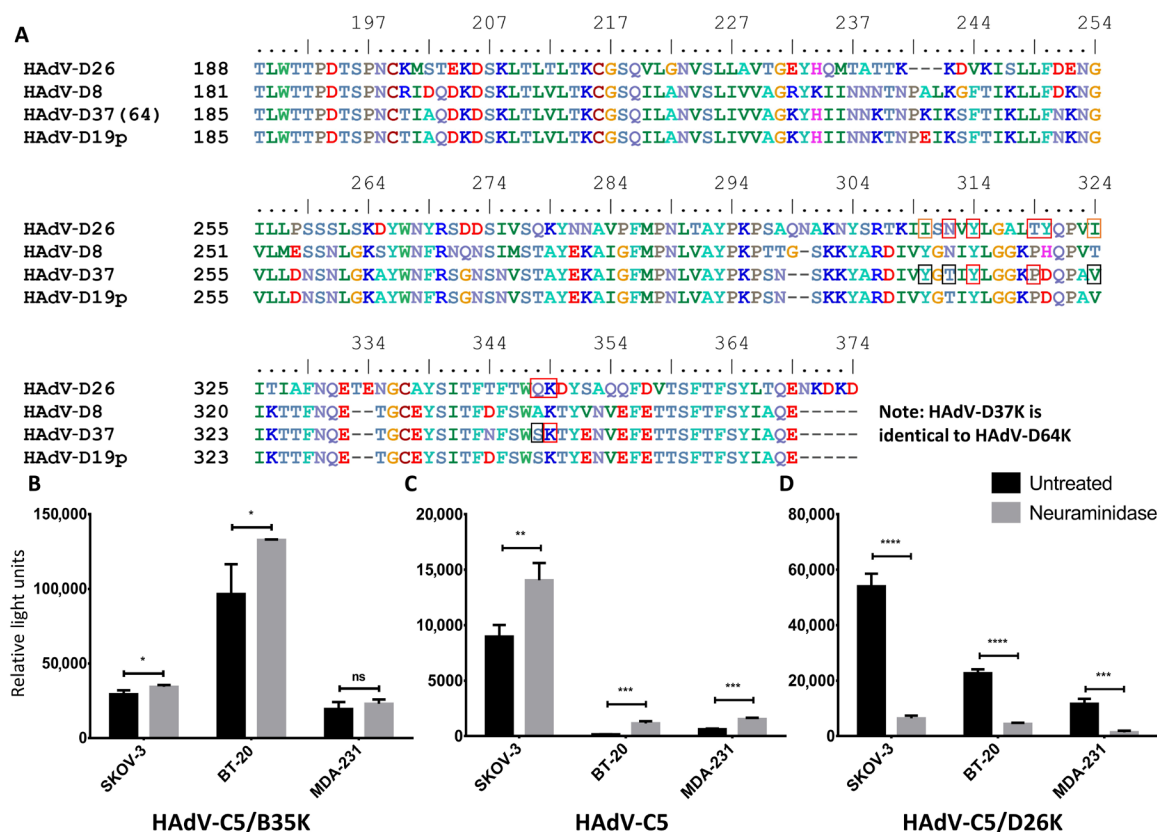 A
197 207 217 227 237 244 254
HAdV-D26 188 TLWTTPDTSPNCKMSTEKDSKLTLTLTKCGSQVLGNVSLLAVTGEYHQMTATTK---KDVKISLLFDENG
HAdV-D8 181 TLWTTPDTSPNCRIDQDKDSKLTLVLTKCGSQILANVSLIVVAGRYKIINNNTNPALKGFTIKLLFDKNG
HAdV-D37(64) 185 TLWTTPDTSPNCTIAQDKDSKLTLVLTKCGSQILANVSLIVVAGKYHIINNKTNPKIKSFTIKLLFNKNG
HAdV-D19p 185 TLWTTPDTSPNCTIAQDKDSKLTLVLTKCGSQILANVSLIVVAGKYHIINNKTNPEIKSFTIKLLFNKNG
264 274 284 294 304 314 324
HAdV-D26 255 ILLPSSSLSKDYWNYRSDDSIVSQKYNNAVPFMPNLTAYPKPSAQNAKNYSRTKIISNVYLGAITYQPVI
HAdV-D8 251 VLMESSNLGKSYWNFRNQNSIMSTAYEKAIGFMPNLVAYPKPTTG-SKKYARDIVYGNIYLGGKPHQPVT
HAdV-D37 255 VLLDNSNLGKAYWNFRSGNSNVSTAYEKAIGFMPNLVAYPKPSN--SKKYARDIVYGTIYLGGKPDQPAV
HAdV-D19p 255 VLLDNSNLGKAYWNFRSGNSNVSTAYEKAIGFMPNLVAYPKPSN--SKKYARDIVYGTIYLGGKPDQPAV
334 344 354 364 374
HAdV-D26 325 ITIAFNQETENGCAYSITFTFTWQKDYSAQQFDVTSFTFSYLTQENKDKD
HAdV-D8 320 IKTTFNQE--TGCEYSITFDFSWAKTYVNVEFETTSFTFSYIAQE-----
HAdV-D37 323 IKTTFNQE--TGCEYSITFNFSWSKTYENVEFETTSFTFSYIAQE-----
HAdV-D19p 323 IKTTFNQE--TGCEYSITFDFSWSKTYENVEFETTSFTFSYIAQE-----
Note: HAdV-D37K is
identical to HAdV-D64K
Untreated
Neuraminidase
B
Relative light units
150,000
100,000
50,000
0
*
*
ns
SKOV-3
BT-20
MDA-231
HAdV-C5/B35K
C
20,000
15,000
10,000
5000
0
**
***
***
SKOV-3
BT-20
MDA-231
HAdV-C5
D
80,000
60,000
40,000
20,000
0
****
****
***
SKOV-3
BT-20
MDA-231
HAdV-C5/D26K